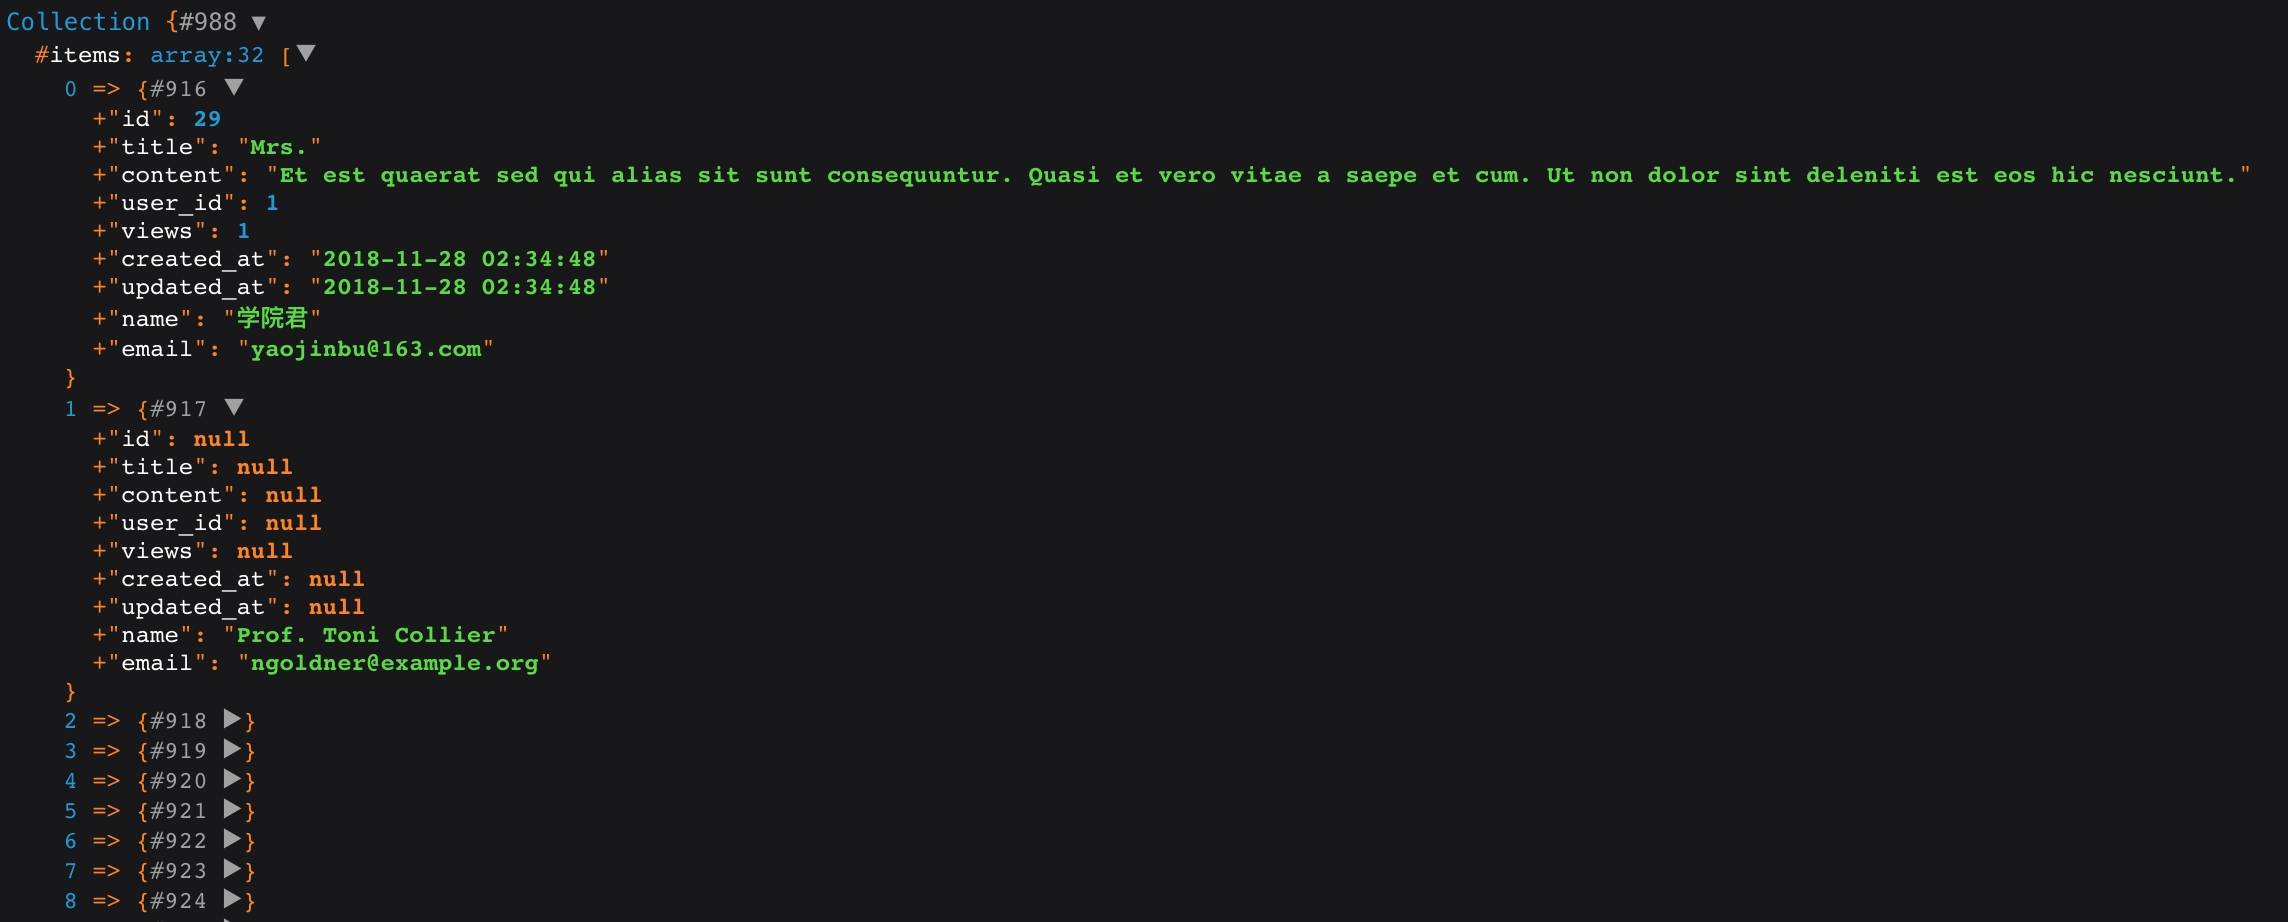 Collection {#988 ▼
#items: array:32 [▼
0 => {#916 ▼
+"id": 29
+"title": "Mrs."
+"content": "Et est quaerat sed qui alias sit sunt consequuntur. Quasi et vero vitae a saepe et cum. Ut non dolor sint deleniti est eos hic nesciunt."
+"user_id": 1
+"views": 1
+"created_at": "2018-11-28 02:34:48"
+"updated_at": "2018-11-28 02:34:48"
+"name": "学院君"
+"email": "yaojinbu@163.com"
}
1 => {#917 ▼
+"id": null
+"title": null
+"content": null
+"user_id": null
+"views": null
+"created_at": null
+"updated_at": null
+"name": "Prof. Toni Collier"
+"email": "ngoldner@example.org"
}
2 => {#918 ▶}
3 => {#919 ▶}
4 => {#920 ▶}
5 => {#921 ▶}
6 => {#922 ▶}
7 => {#923 ▶}
8 => {#924 ▶}